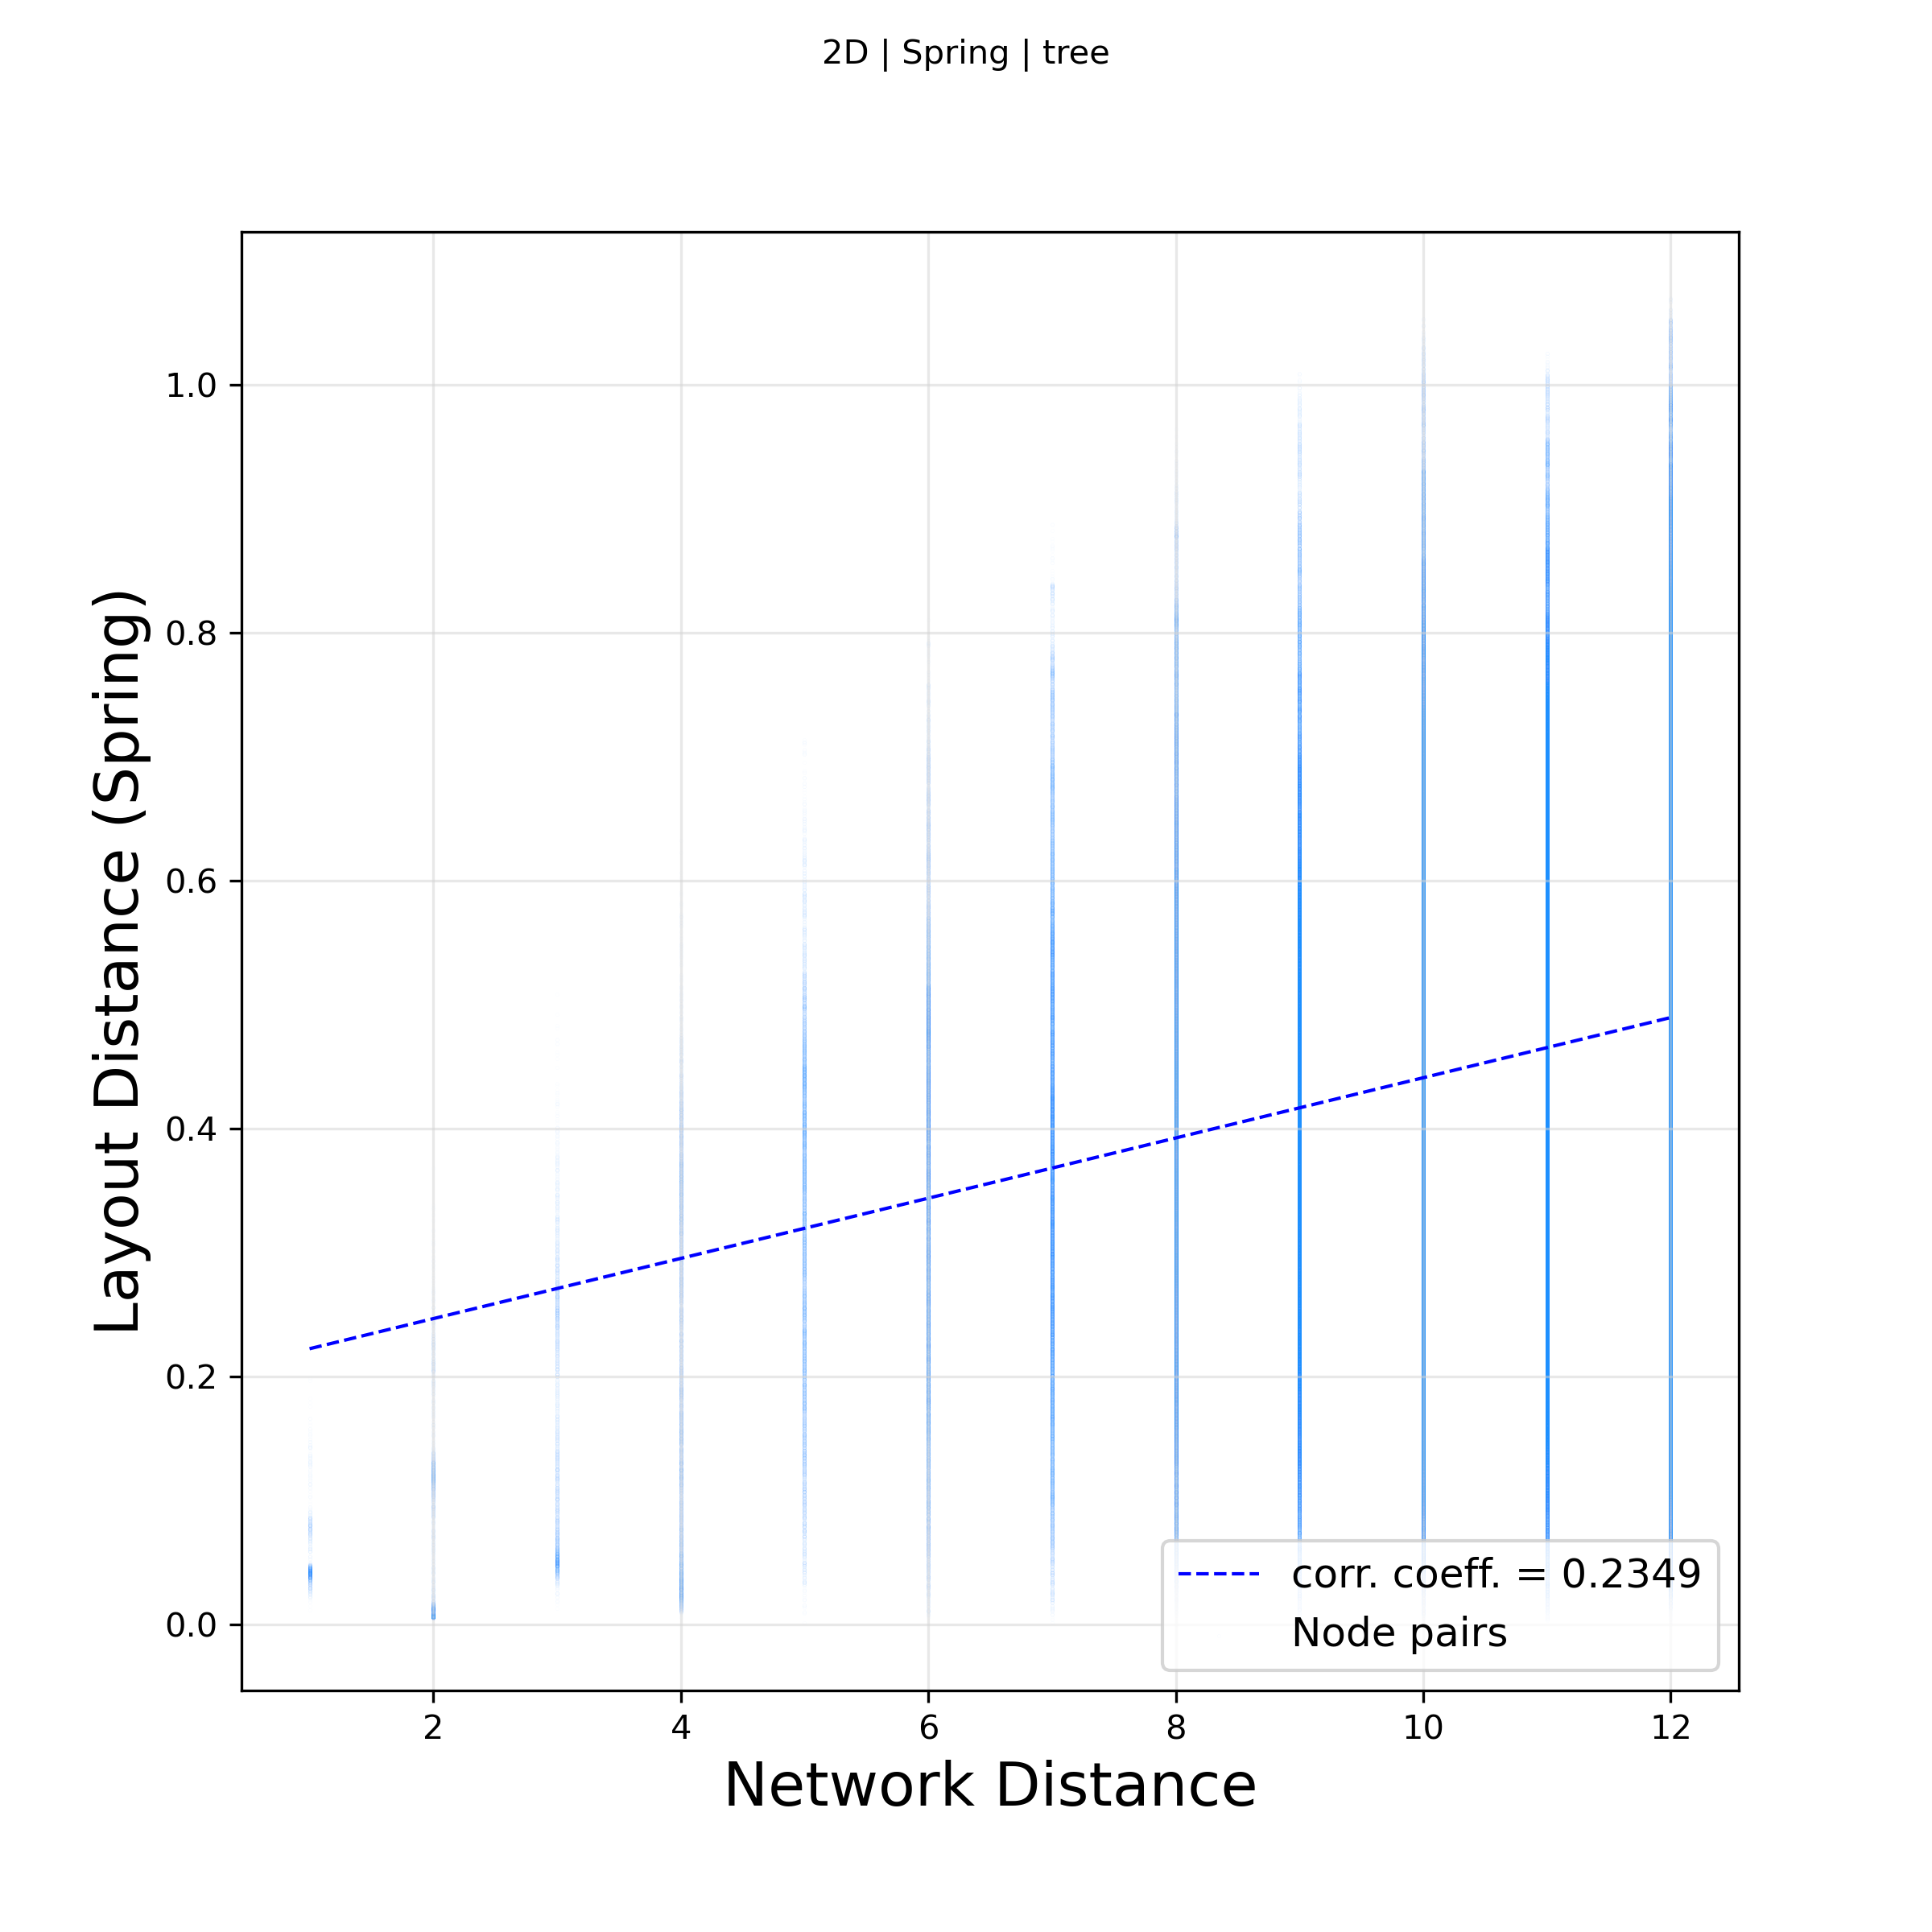 2D | Spring | tree
Layout Distance (Spring)
1.0
0.8
0.6
0.4
0.2
0.0
corr. coeff. = 0.2349
Node pairs
2
4
6
8
10
12
Network Distance